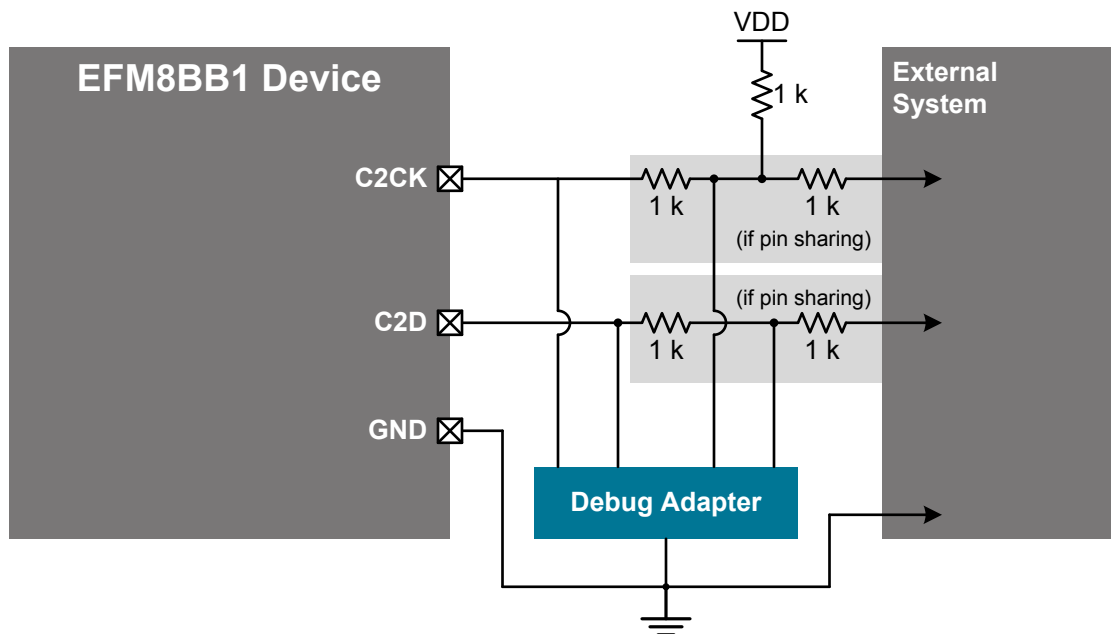 VDD
EFM8BB1 Device
External
System
1 k
C2CK
1 k
1 k
(if pin sharing)
(if pin sharing)
C2D
1 k
1 k
GND
Debug Adapter